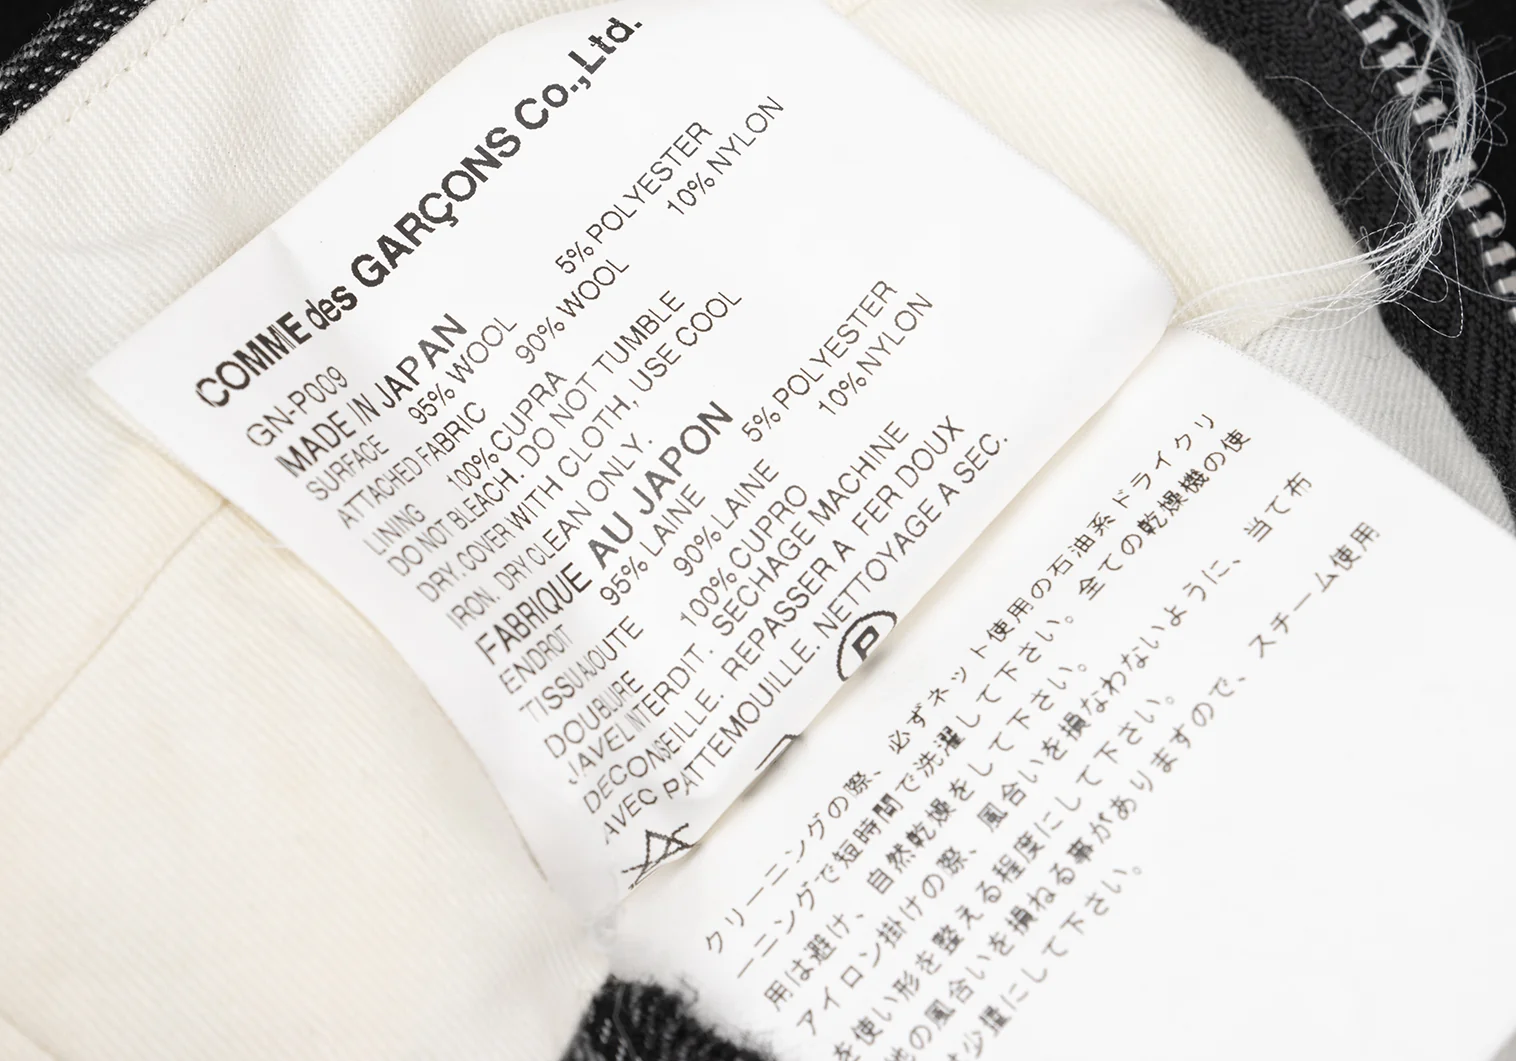 COMME des GARÇONS Co.,Ltd.
GN-P009
MADE IN JAPAN
SURFACE 95% WOOL 5% POLYESTER
ATTACHED FABRIC 90% WOOL 10% NYLON
LINING 100% CUPRA
DO NOT BLEACH. DO NOT TUMBLE
DRY. COVER WITH CLOTH, USE COOL
IRON. DRY CLEAN ONLY.
FABRIQUE AU JAPON
ENDROIT 95% LAINE 5% POLYESTER
TISSU AJOUTE 90% LAINE 10% NYLON
DOUBLURE 100% CUPRO
JAVEL INTERDIT. SECHAGE MACHINE
DECONSEILLE. REPASSER A FER DOUX
AVEC PATTEMOUILLE. NETTOYAGE A SEC.
P
クリーニングの際、必ずネット使用の石油系ドライクリ
ーニングで短時間で洗濯して下さい。全ての乾燥機の使
用は避け、自然乾燥をして下さい。
アイロン掛けの際、風合いを損なわないように、当て布
を使い形を整える程度にして下さい。
の風合いを損ねる事がありますので、スチーム使用
少量にして下さい。